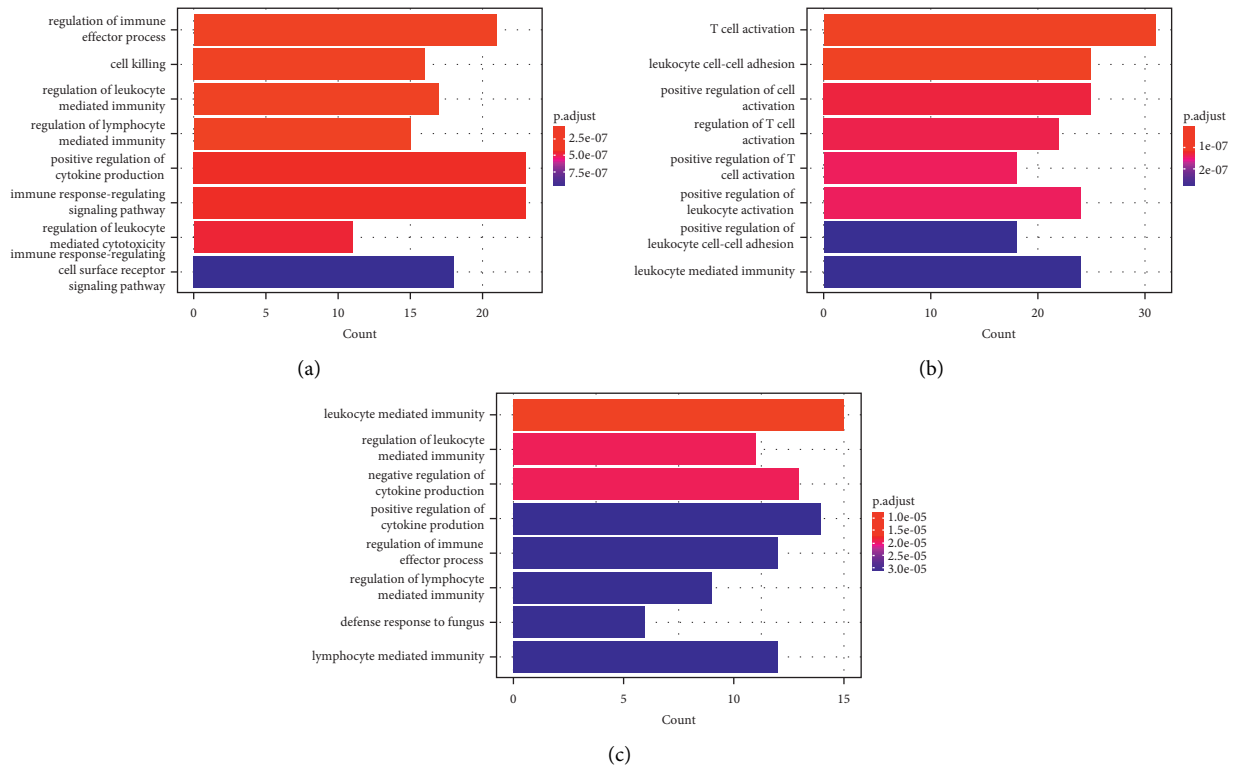 regulation of immune
effector process
cell killing
regulation of leukocyte
mediated immunity
regulation of lymphocyte
mediated immunity
positive regulation of
cytokine production
immune response-regulating
signaling pathway
regulation of leukocyte
mediated cytotoxicity
immune response-regulating
cell surface receptor
signaling pathway
0 5 10 15 20
Count
p.adjust
2.5e-07
5.0e-07
7.5e-07
(a)
T cell activation
leukocyte cell-cell adhesion
positive regulation of cell
activation
regulation of T cell
activation
positive regulation of T
cell activation
positive regulation of
leukocyte activation
positive regulation of
leukocyte cell-cell adhesion
leukocyte mediated immunity
0 10 20 30
Count
p.adjust
1e-07
2e-07
(b)
leukocyte mediated immunity
regulation of leukocyte
mediated immunity
negative regulation of
cytokine production
positive regulation of
cytokine prodution
regulation of immune
effector process
regulation of lymphocyte
mediated immunity
defense response to fungus
lymphocyte mediated immunity
0 5 10 15
Count
p.adjust
1.0e-05
1.5e-05
2.0e-05
2.5e-05
3.0e-05
(c)